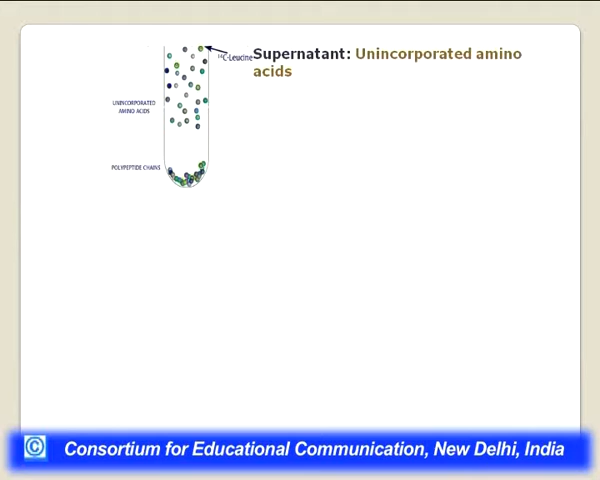 ¹⁴C-Leucine
Supernatant: Unincorporated amino
acids
UNINCORPORATED
AMINO ACIDS
POLYPEPTIDE CHAINS
© Consortium for Educational Communication, New Delhi, India